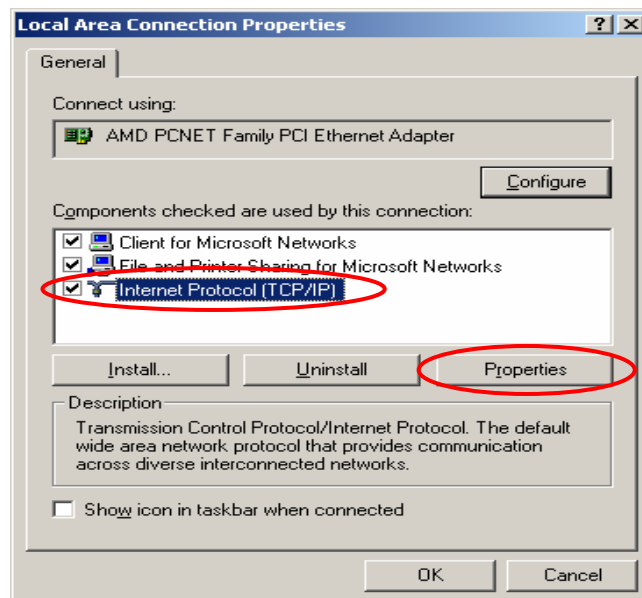 Local Area Connection Properties
General
Connect using:
AMD PCNET Family PCI Ethernet Adapter
Configure
Components checked are used by this connection:
Client for Microsoft Networks
File and Printer Sharing for Microsoft Networks
Internet Protocol (TCP/IP)
Install...
Uninstall
Properties
Description
Transmission Control Protocol/Internet Protocol. The default
wide area network protocol that provides communication
across diverse interconnected networks.
Show icon in taskbar when connected
OK
Cancel